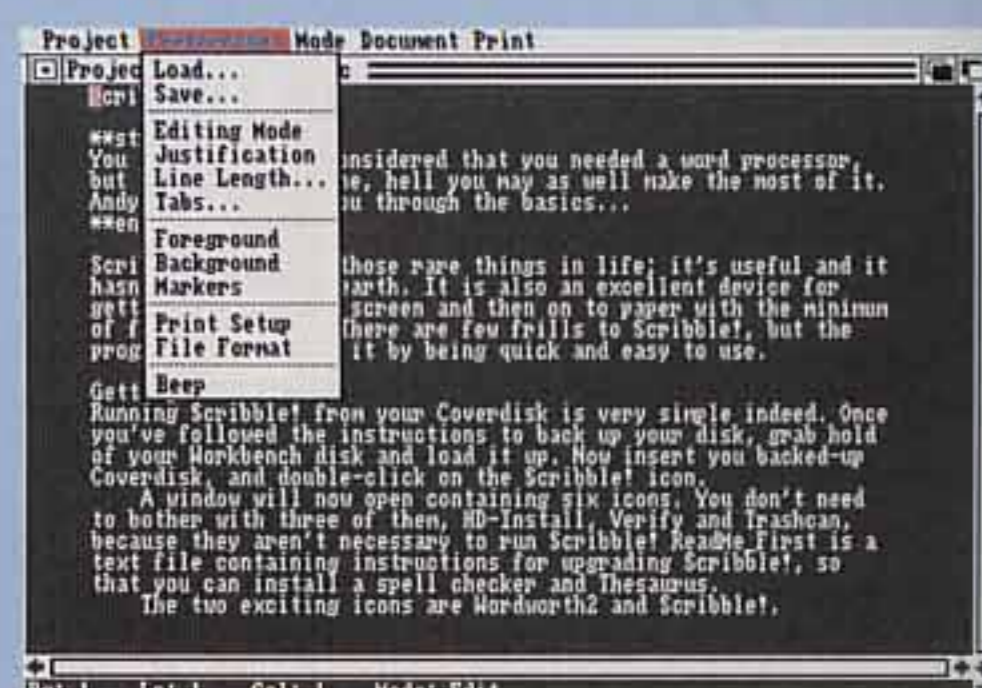 Project Mode Document Print
Load...
Save...
Editing Mode
Justification
Line Length...
Tabs...
Foreground
Background
Markers
Print Setup
File Format
Beep
Projec c
Scri
**st
You nsidered that you needed a word processor,
but e, hell you may as well make the most of it.
Andy u through the basics...
**en
Scri those rare things in life; it's useful and it
hasn earth. It is also an excellent device for
gett screen and then on to paper with the minimum
of f There are few frills to Scribble!, but the
prog it by being quick and easy to use.
Gett
Running Scribble! from your Coverdisk is very simple indeed. Once
you've followed the instructions to back up your disk, grab hold
of your Workbench disk and load it up. Now insert you backed-up
Coverdisk, and double-click on the Scribble! icon.
A window will now open containing six icons. You don't need
to bother with three of them, HD-Install, Verify and Trashcan,
because they aren't necessary to run Scribble! ReadMe_First is a
text file containing instructions for upgrading Scribble!, so
that you can install a spell checker and Thesaurus.
The two exciting icons are Wordworth2 and Scribble!.